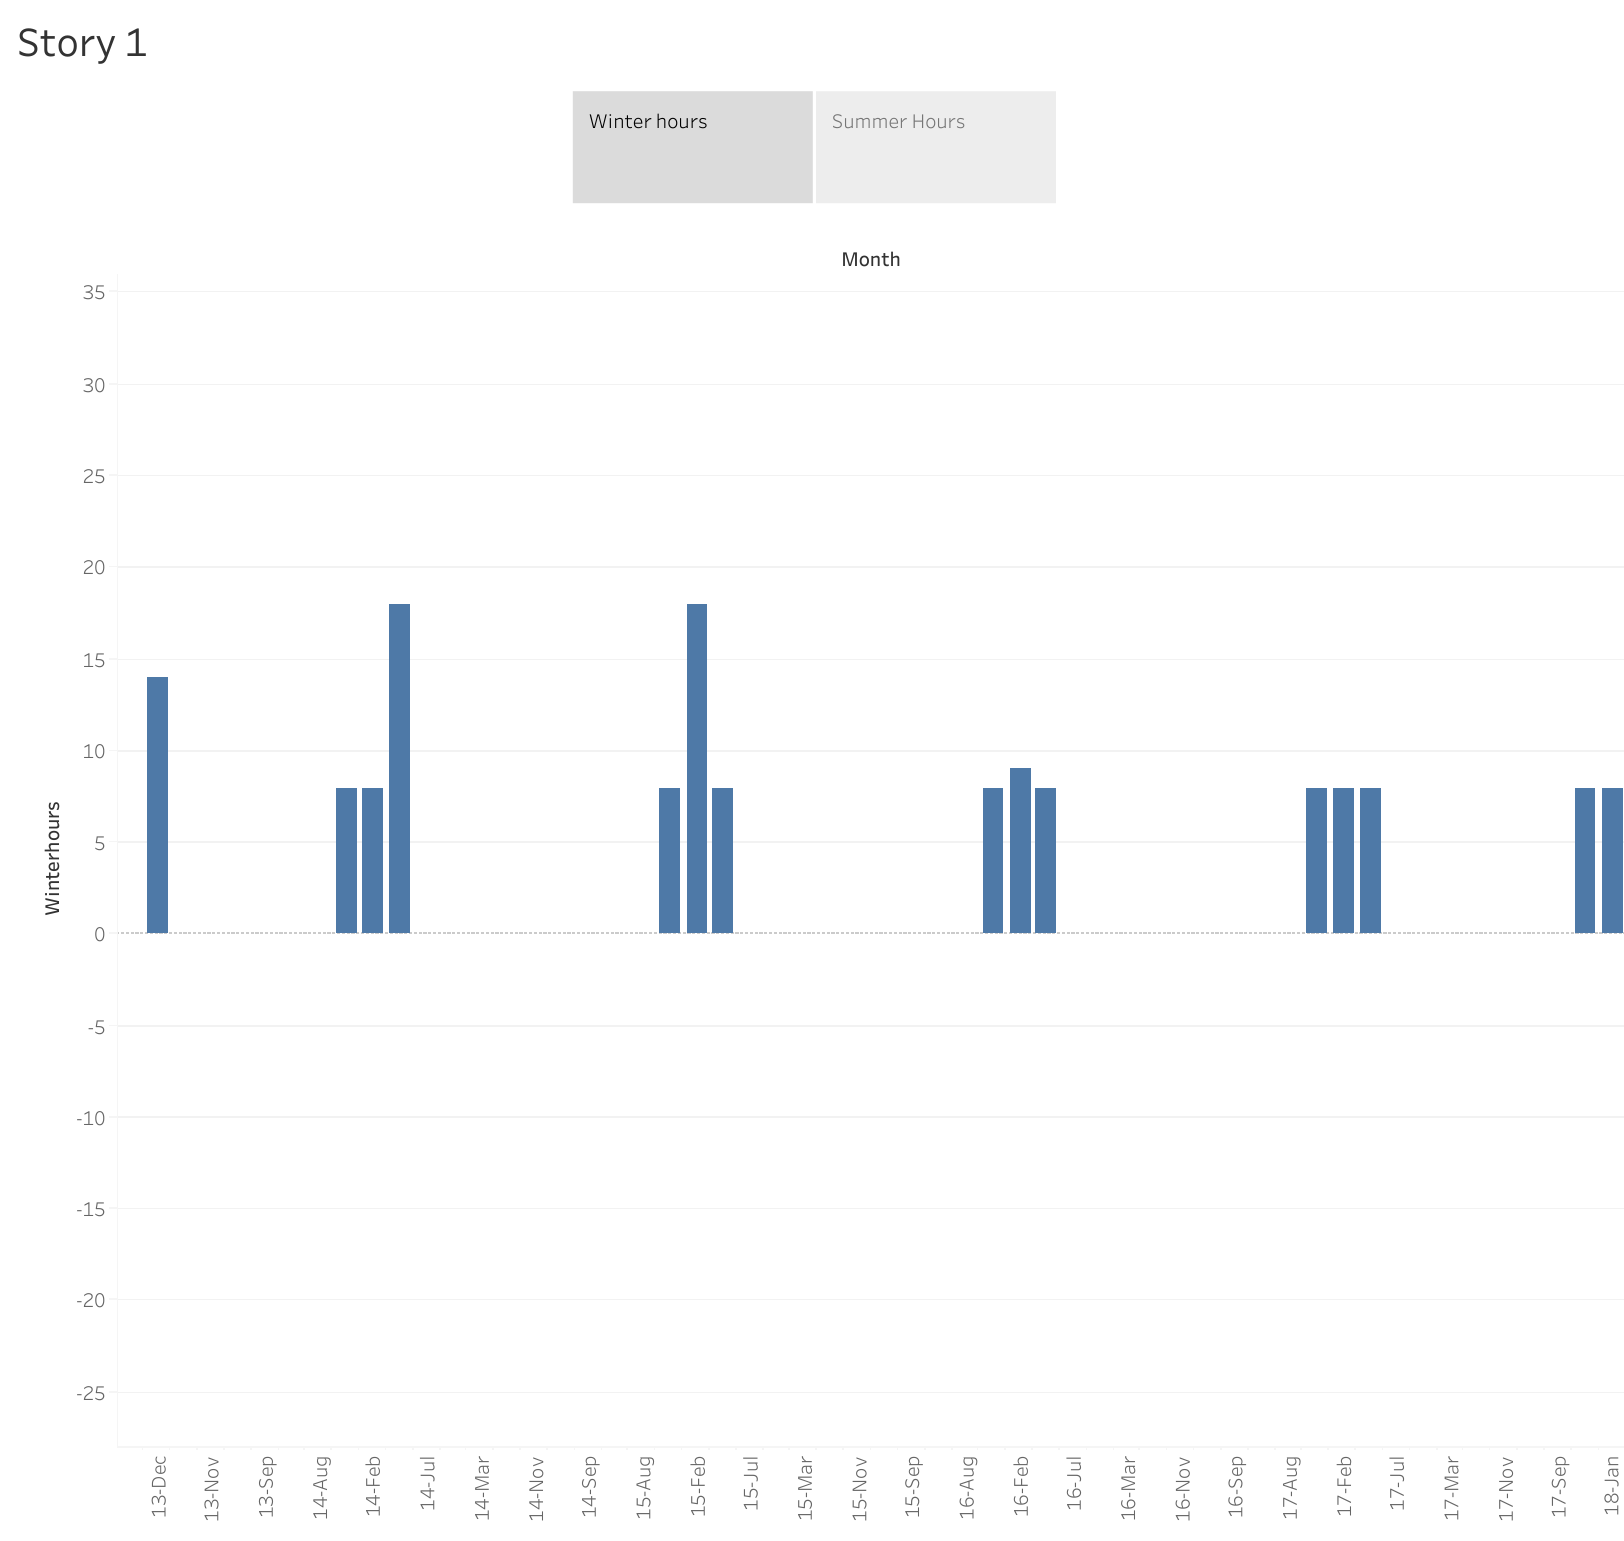 Story 1
Winter hours
Summer Hours
Month
35
30
25
20
15
10
5
0
-5
-10
-15
-20
-25
Winterhours
13-Dec
13-Nov
13-Sep
14-Aug
14-Feb
14-Jul
14-Mar
14-Nov
14-Sep
15-Aug
15-Feb
15-Jul
15-Mar
15-Nov
15-Sep
16-Aug
16-Feb
16-Jul
16-Mar
16-Nov
16-Sep
17-Aug
17-Feb
17-Jul
17-Mar
17-Nov
17-Sep
18-Jan